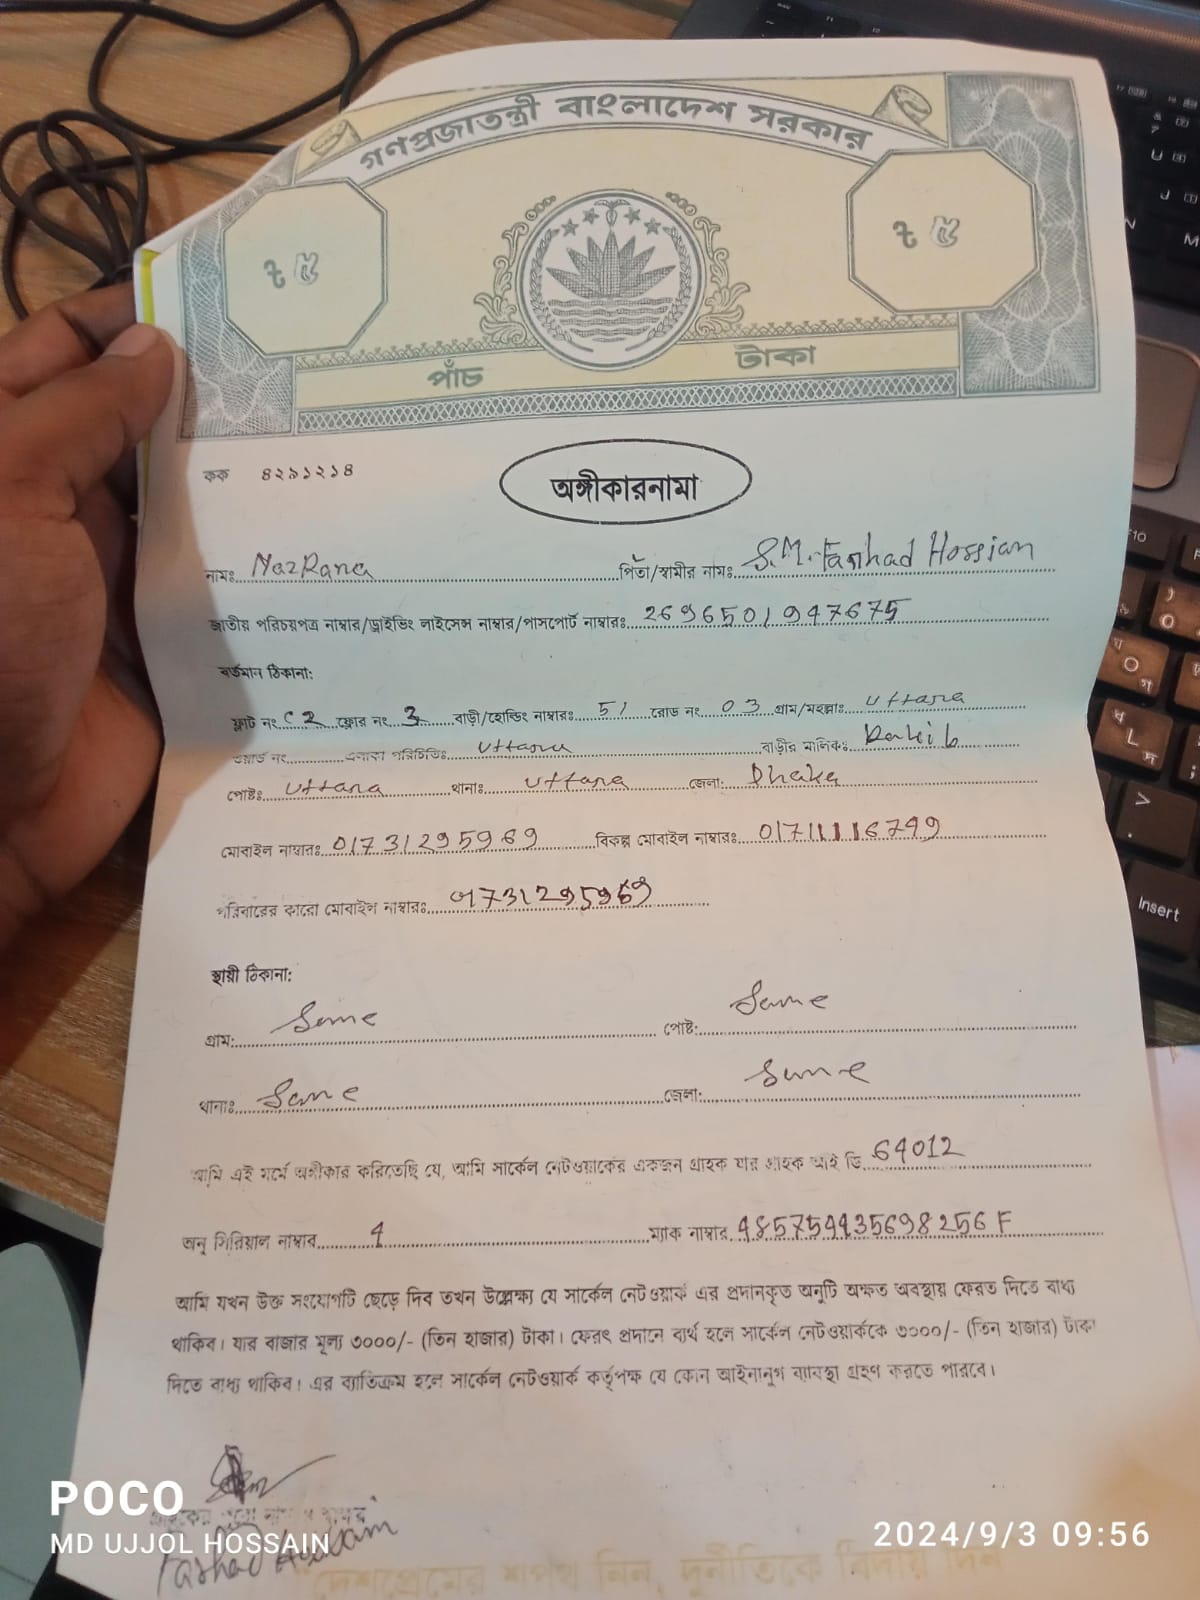 গণপ্রজাতন্ত্রী বাংলাদেশ সরকার
৳ ৫ ৳ ৫
পাঁচ টাকা
কক ৪২৯১২১৪
অঙ্গীকারনামা
নামঃ NazRana পিতা/স্বামীর নামঃ S.M. Farhad Hossian
জাতীয় পরিচয়পত্র নাম্বার/ড্রাইভিং লাইসেন্স নাম্বার/পাসপোর্ট নাম্বারঃ 2696501947675
বর্তমান ঠিকানা:
ফ্লাট নং C2 ফ্লোর নং 3 বাড়ী/হোল্ডিং নাম্বারঃ 51 রোড নং 03 গ্রাম/মহল্লাঃ Uttara
ওয়ার্ড নং এলাকা পরিচিতিঃ Uttara বাড়ীর মালিকঃ Rakib
পোষ্টঃ Uttara থানাঃ Uttara জেলা: Dhaka
মোবাইল নাম্বারঃ 01731295969 বিকল্প মোবাইল নাম্বারঃ 01711116799
পরিবারের কারো মোবাইল নাম্বারঃ 01731295969
স্থায়ী ঠিকানা:
গ্রাম: Same পোষ্ট: Same
থানাঃ Same জেলা: Same
আমি এই মর্মে অঙ্গীকার করিতেছি যে, আমি সার্কেল নেটওয়ার্কের একজন গ্রাহক যার গ্রাহক আই ডি 64012
অনু সিরিয়াল নাম্বার 4 ম্যাক নাম্বার 485754435698256F
আমি যখন উক্ত সংযোগটি ছেড়ে দিব তখন উল্লেক্ষ্য যে সার্কেল নেটওয়ার্ক এর প্রদানকৃত অনুটি অক্ষত অবস্থায় ফেরত দিতে বাধ্য
থাকিব। যার বাজার মূল্য ৩০০০/- (তিন হাজার) টাকা। ফেরৎ প্রদানে ব্যর্থ হলে সার্কেল নেটওয়ার্ককে ৩০০০/- (তিন হাজার) টাকা
দিতে বাধ্য থাকিব। এর ব্যাতিক্রম হলে সার্কেল নেটওয়ার্ক কর্তৃপক্ষ যে কোন আইনানুগ ব্যাবস্থা গ্রহণ করতে পারবে।
POCO
MD UJJOL HOSSAIN
2024/9/3 09:56
দেশপ্রেমের শপথ নিন, দুর্নীতিকে বিদায় দিন
Insert